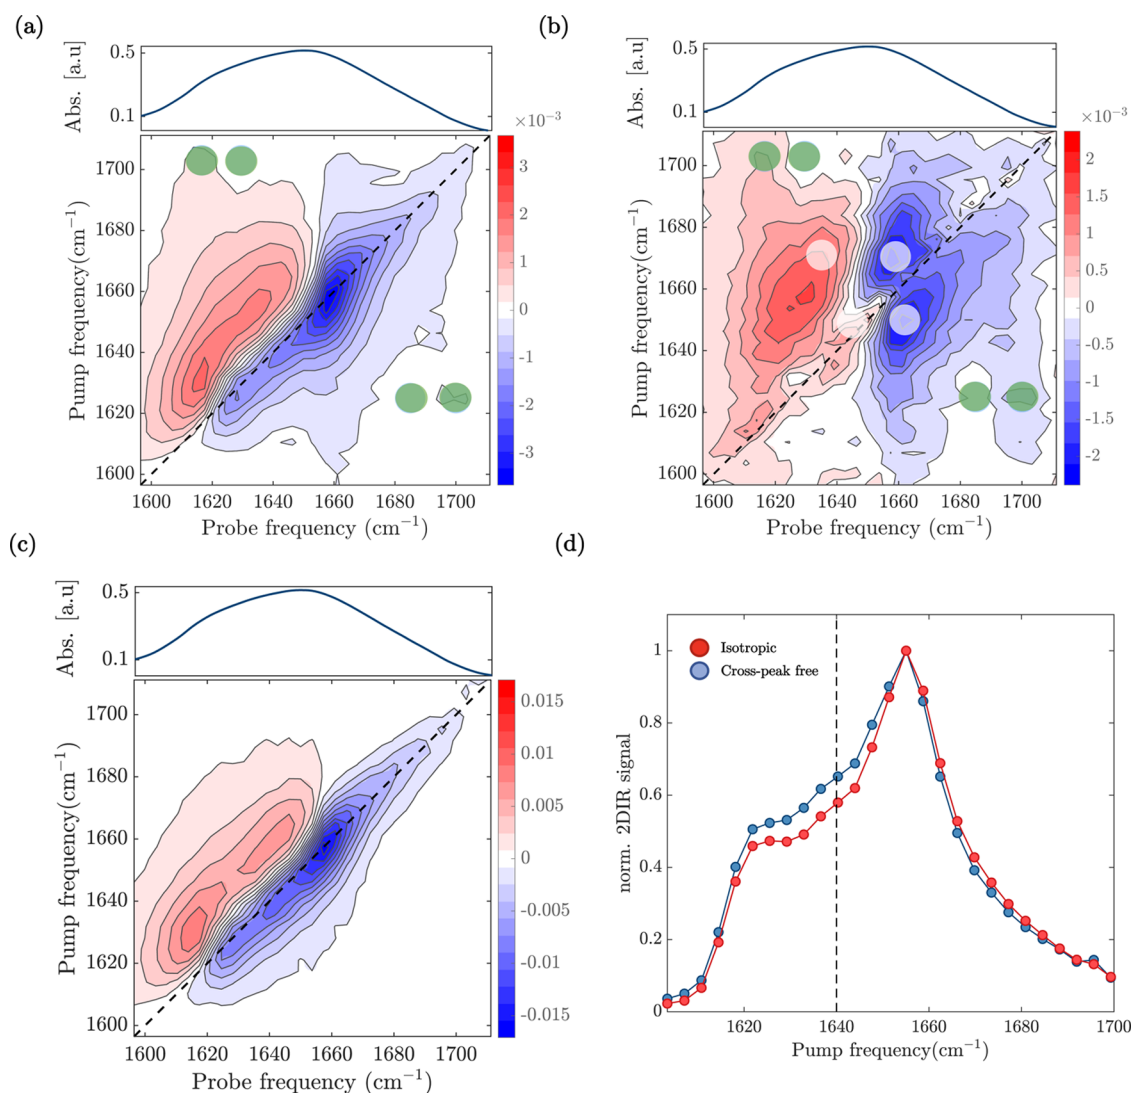 (a)
Abs. [a.u]
0.5
0.1
×10⁻³
Pump frequency(cm⁻¹)
1700
1680
1660
1640
1620
1600
1600 1620 1640 1660 1680 1700
Probe frequency (cm⁻¹)
3
2
1
0
-1
-2
-3
(b)
Abs. [a.u]
0.5
0.1
×10⁻³
Pump frequency(cm⁻¹)
1700
1680
1660
1640
1620
1600
1600 1620 1640 1660 1680 1700
Probe frequency (cm⁻¹)
2
1.5
1
0.5
0
-0.5
-1
-1.5
-2
(c)
Abs. [a.u]
0.5
0.1
Pump frequency(cm⁻¹)
1700
1680
1660
1640
1620
1600
1600 1620 1640 1660 1680 1700
Probe frequency (cm⁻¹)
0.015
0.01
0.005
0
-0.005
-0.01
-0.015
(d)
norm. 2DIR signal
1
0.8
0.6
0.4
0.2
0
Isotropic
Cross-peak free
1620 1640 1660 1680 1700
Pump frequency(cm⁻¹)